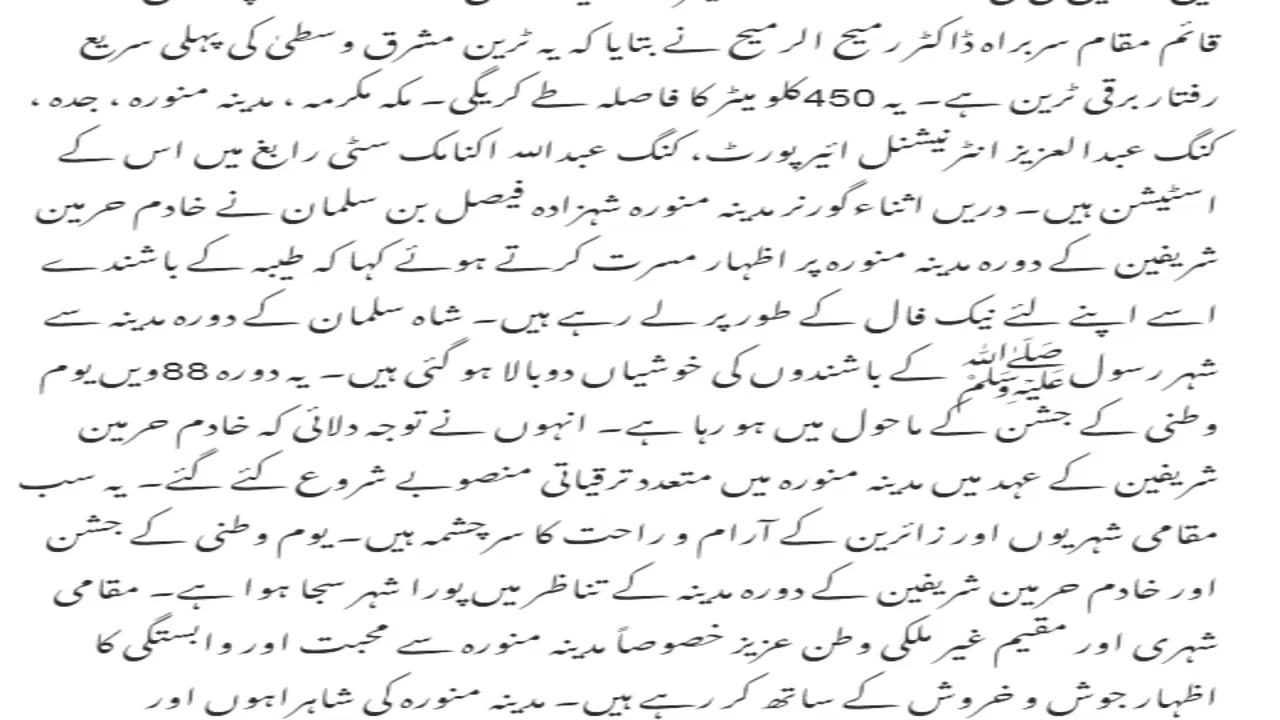 قائم مقام سربراہ ڈاکٹر رمیح الرمیح نے بتایا کہ یہ ٹرین مشرق وسطیٰ کی پہلی سریع
رفتار برقی ٹرین ہے۔ یہ 450کلو میٹر کا فاصلہ طے کریگی۔ مکہ مکرمہ ، مدینہ منورہ ، جدہ ،
کنگ عبدالعزیز انٹرنیشنل ائیرپورٹ، کنگ عبداللہ اکنامک سٹی رابغ میں اس کے
اسٹیشن ہیں۔ دریں اثناء گورنر مدینہ منورہ شہزادہ فیصل بن سلمان نے خادم حرمین
شریفین کے دورہ مدینہ منورہ پر اظہار مسرت کرتے ہوئے کہا کہ طیبہ کے باشندے
اسے اپنے لئے نیک فال کے طور پر لے رہے ہیں۔ شاہ سلمان کے دورہ مدینہ سے
شہر رسول ﷺ کے باشندوں کی خوشیاں دوبالا ہو گئی ہیں۔ یہ دورہ 88ویں یوم
وطنی کے جشن کے ماحول میں ہو رہا ہے۔ انہوں نے توجہ دلائی کہ خادم حرمین
شریفین کے عہد میں مدینہ منورہ میں متعدد ترقیاتی منصوبے شروع کئے گئے۔ یہ سب
مقامی شہریوں اور زائرین کے آرام و راحت کا سرچشمہ ہیں۔ یوم وطنی کے جشن
اور خادم حرمین شریفین کے دورہ مدینہ کے تناظر میں پورا شہر سجا ہوا ہے۔ مقامی
شہری اور مقیم غیر ملکی وطن عزیز خصوصاً مدینہ منورہ سے محبت اور وابستگی کا
اظہار جوش و خروش کے ساتھ کر رہے ہیں۔ مدینہ منورہ کی شاہراہوں اور